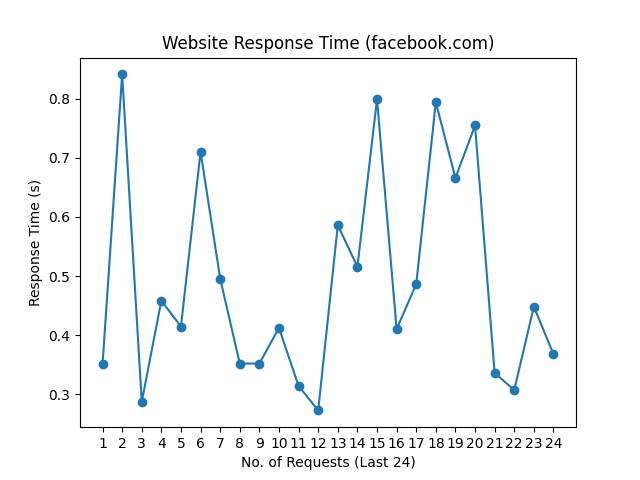 Website Response Time (facebook.com)
Response Time (s)
0.8
0.7
0.6
0.5
0.4
0.3
1 2 3 4 5 6 7 8 9 10 11 12 13 14 15 16 17 18 19 20 21 22 23 24
No. of Requests (Last 24)